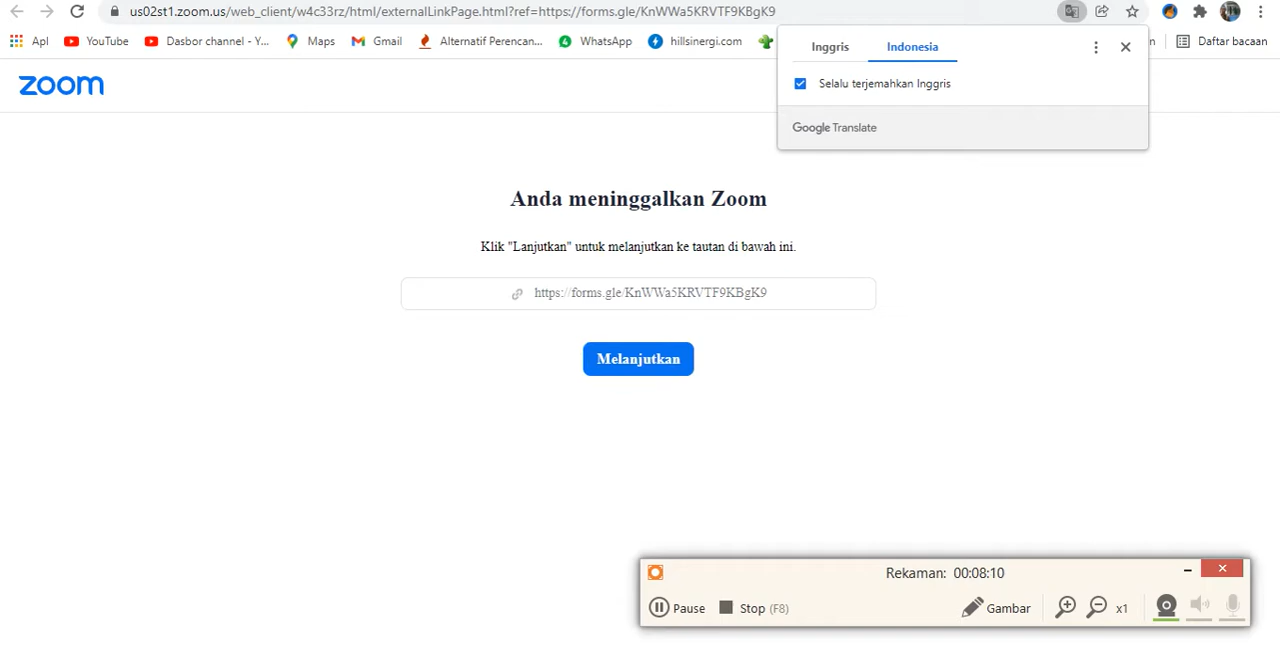 us02st1.zoom.us/web_client/w4c33rz/html/externalLinkPage.html?ref=https://forms.gle/KnWWa5KRVTF9KBgK9
Apl YouTube Dasbor channel - Y... Maps Gmail Alternatif Perencan... WhatsApp hillsinergi.com Daftar bacaan
Inggris Indonesia
Selalu terjemahkan Inggris
Google Translate
zoom
Anda meninggalkan Zoom
Klik "Lanjutkan" untuk melanjutkan ke tautan di bawah ini.
https://forms.gle/KnWWa5KRVTF9KBgK9
Melanjutkan
Rekaman: 00:08:10
Pause Stop (F8) Gambar x1